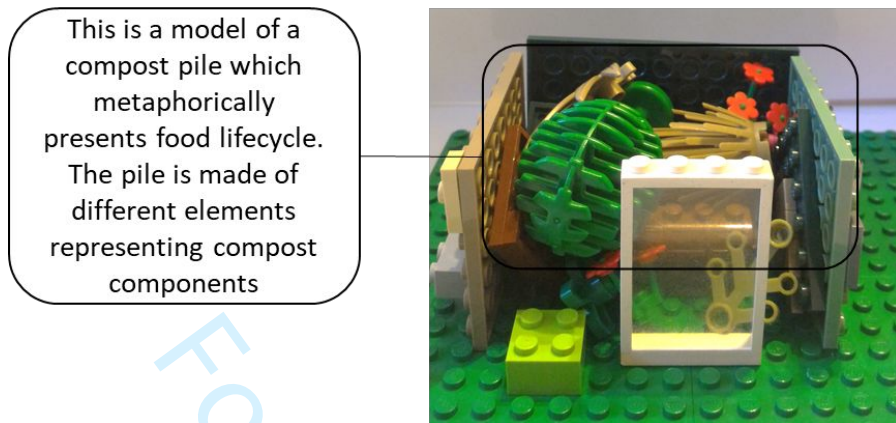 This is a model of a
compost pile which
metaphorically
presents food lifecycle.
The pile is made of
different elements
representing compost
components
Fo